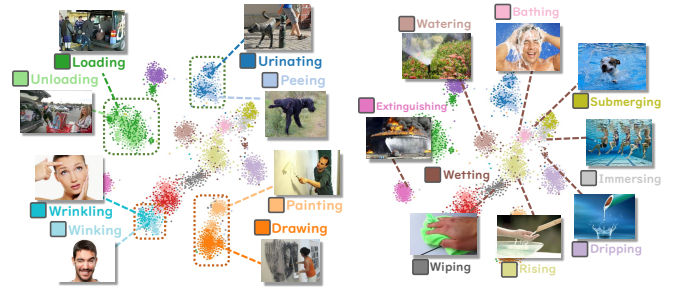 Loading
Unloading
Urinating
Peeing
Wrinkling
Winking
Painting
Drawing
Watering
Bathing
Submerging
Extinguishing
Immersing
Wetting
Wiping
Rising
Dripping